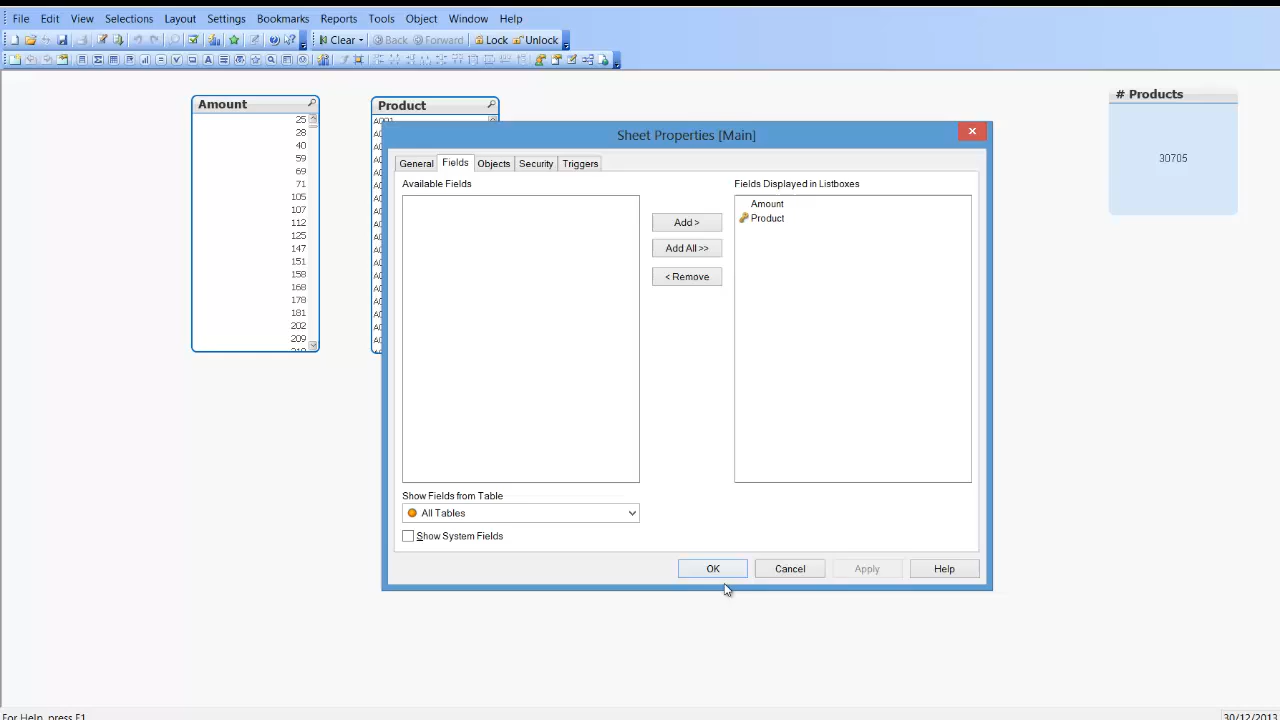 File Edit View Selections Layout Settings Bookmarks Reports Tools Object Window Help
Clear Back Forward Lock Unlock
Amount
25
28
40
59
69
71
105
107
112
125
147
151
158
168
178
181
202
209
Product
A001
# Products
30705
Sheet Properties [Main]
General Fields Objects Security Triggers
Available Fields
Fields Displayed in Listboxes
Amount
Product
Add >
Add All >>
< Remove
Show Fields from Table
All Tables
Show System Fields
OK Cancel Apply Help
For Help, press F1
30/12/2013